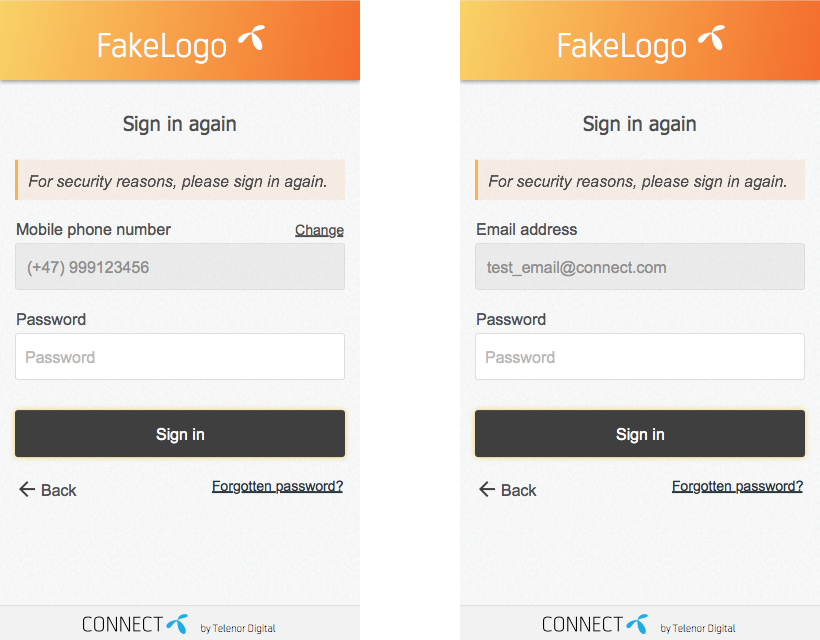 FakeLogo
Sign in again
For security reasons, please sign in again.
Mobile phone number Change
(+47) 999123456
Password
Password
Sign in
Back Forgotten password?
CONNECT by Telenor Digital
FakeLogo
Sign in again
For security reasons, please sign in again.
Email address
test_email@connect.com
Password
Password
Sign in
Back Forgotten password?
CONNECT by Telenor Digital